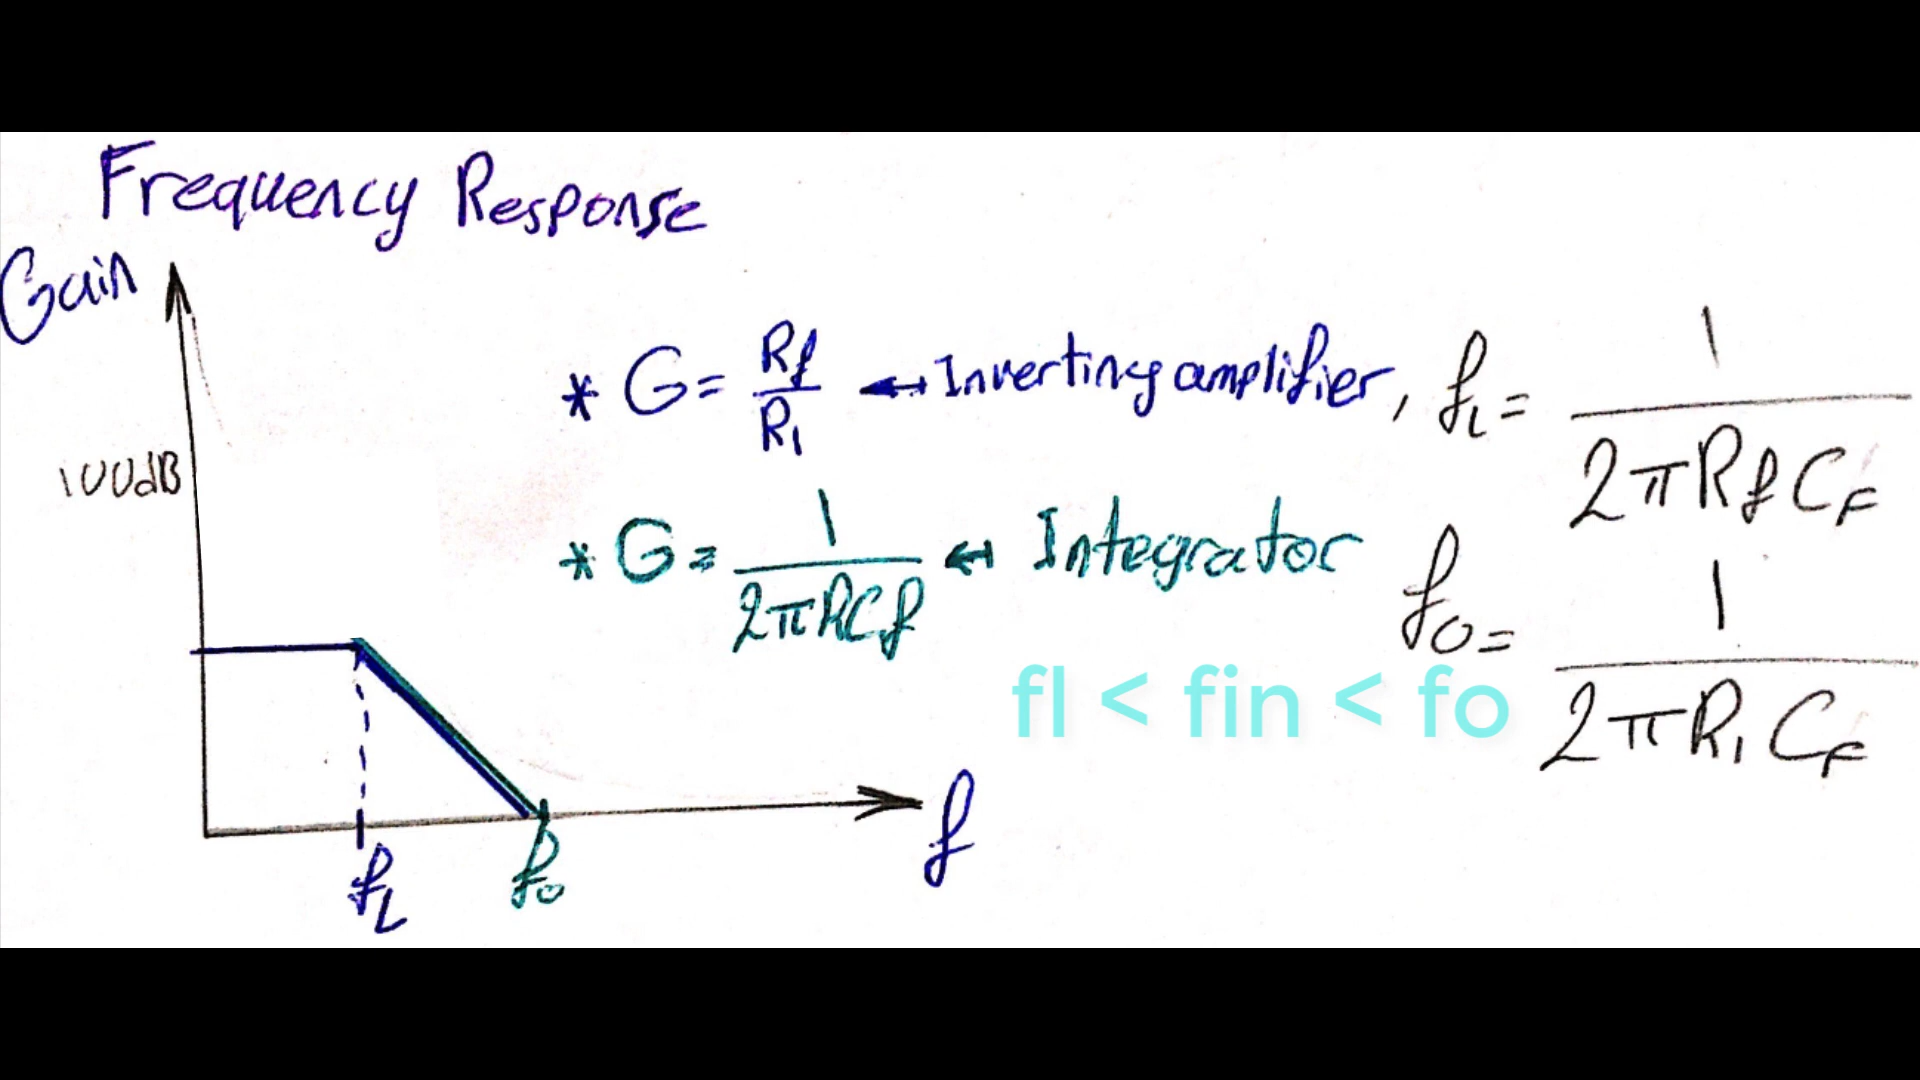 Frequency Response
Gain
* G = Rf / R1 ↔ Inverting amplifier, fL = 1 / 2πRfCF
100dB
* G = 1 / 2πRCf ↔ Integrator
fo = 1 / 2πR1CF
fl < fin < fo
f
fL
fo